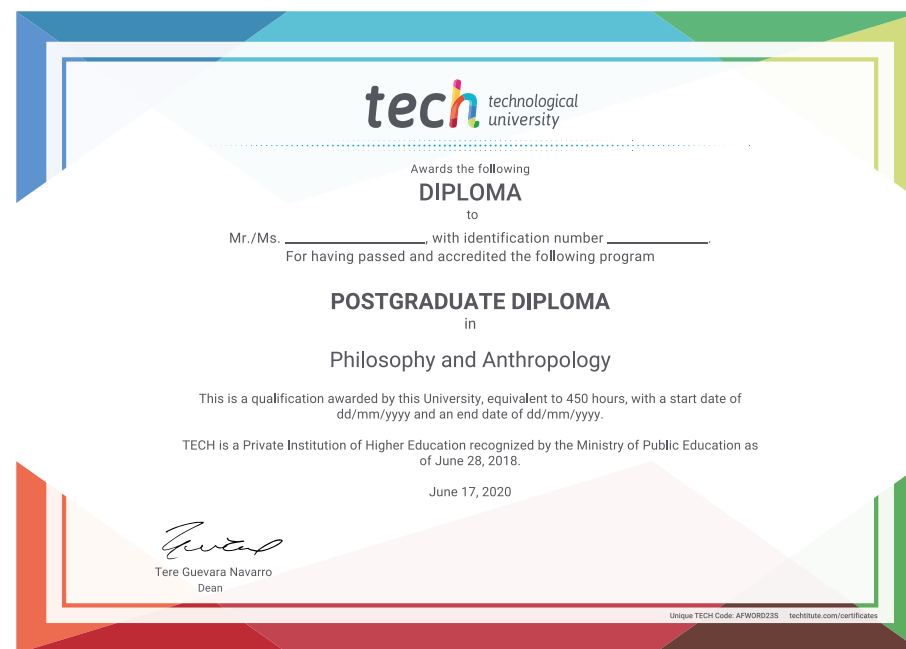 tech technological
university
Awards the following
DIPLOMA
to
Mr./Ms. ____________________, with identification number ______________.
For having passed and accredited the following program
POSTGRADUATE DIPLOMA
in
Philosophy and Anthropology
This is a qualification awarded by this University, equivalent to 450 hours, with a start date of
dd/mm/yyyy and an end date of dd/mm/yyyy.
TECH is a Private Institution of Higher Education recognized by the Ministry of Public Education as
of June 28, 2018.
June 17, 2020
Tere Guevara Navarro
Dean
Unique TECH Code: AFWORD23S techtitute.com/certificates